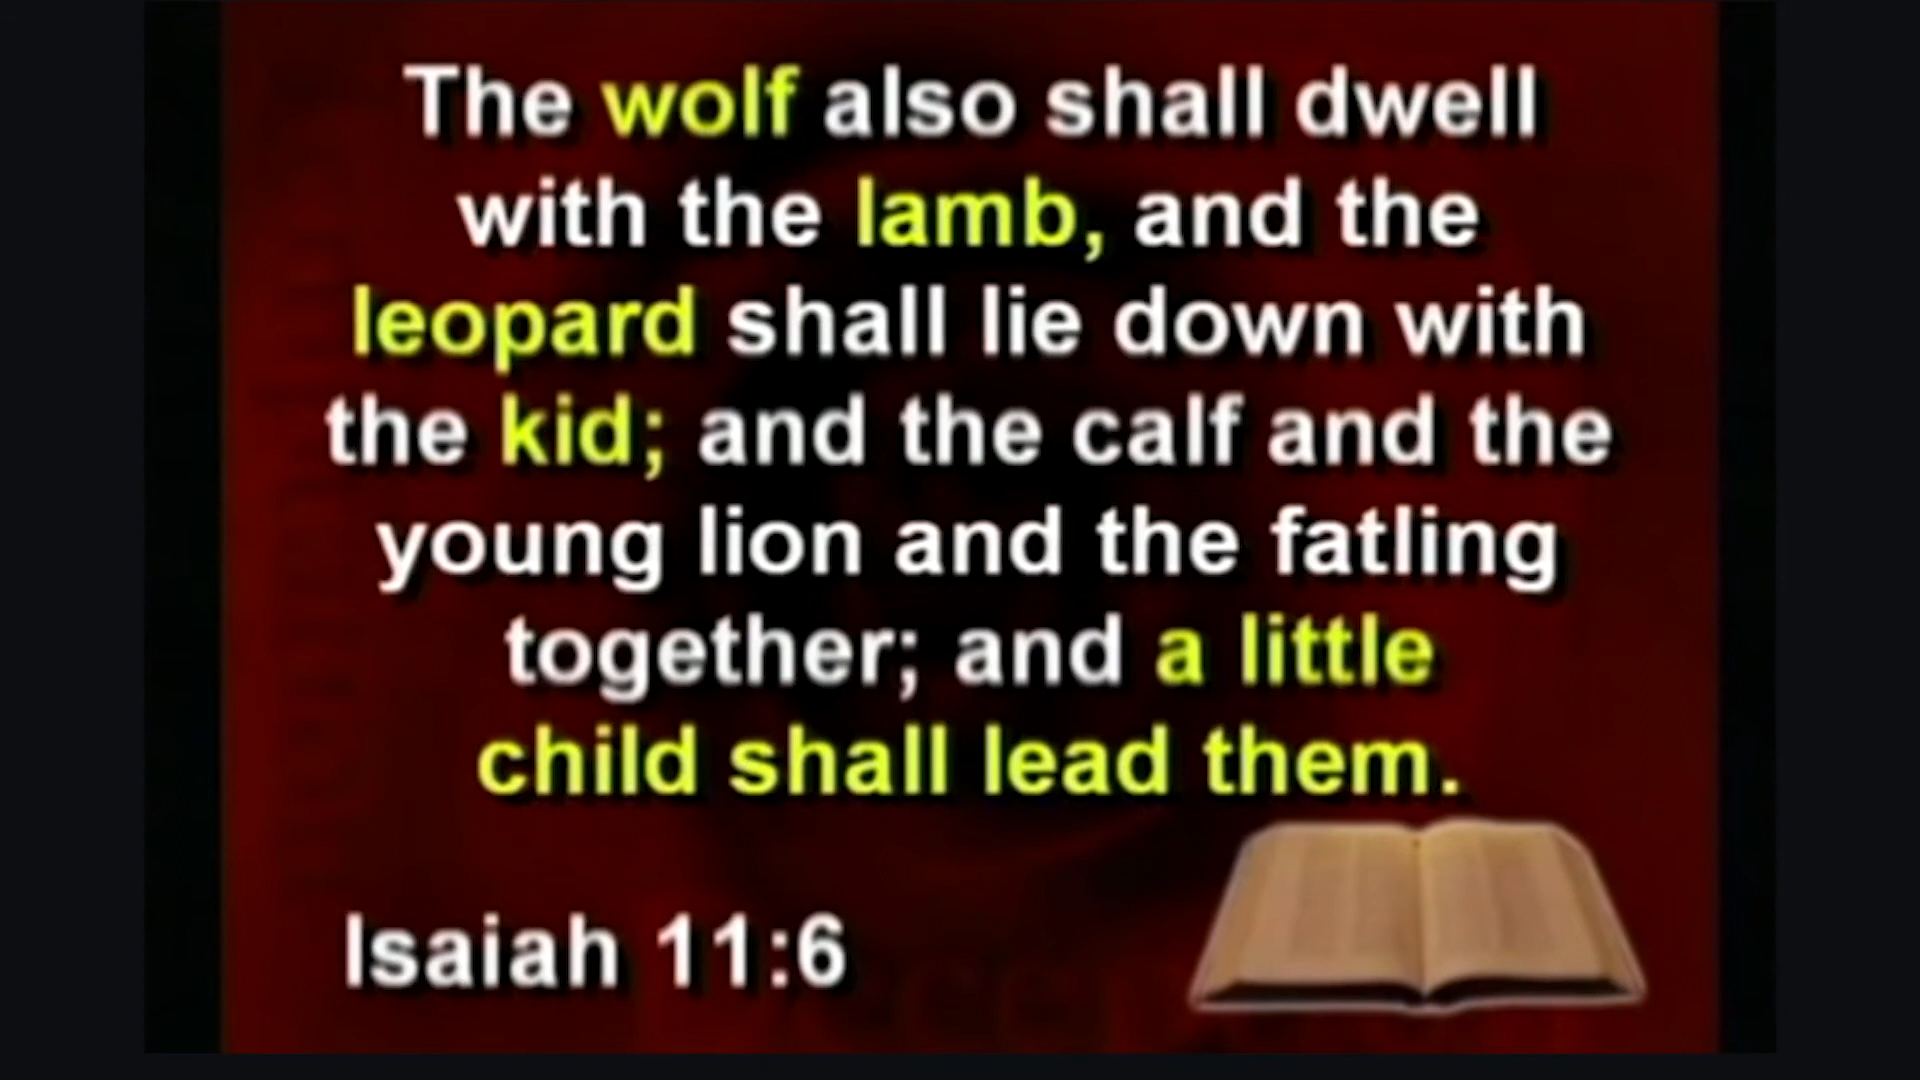 The wolf also shall dwell
with the lamb, and the
leopard shall lie down with
the kid; and the calf and the
young lion and the fatling
together; and a little
child shall lead them.
Isaiah 11:6